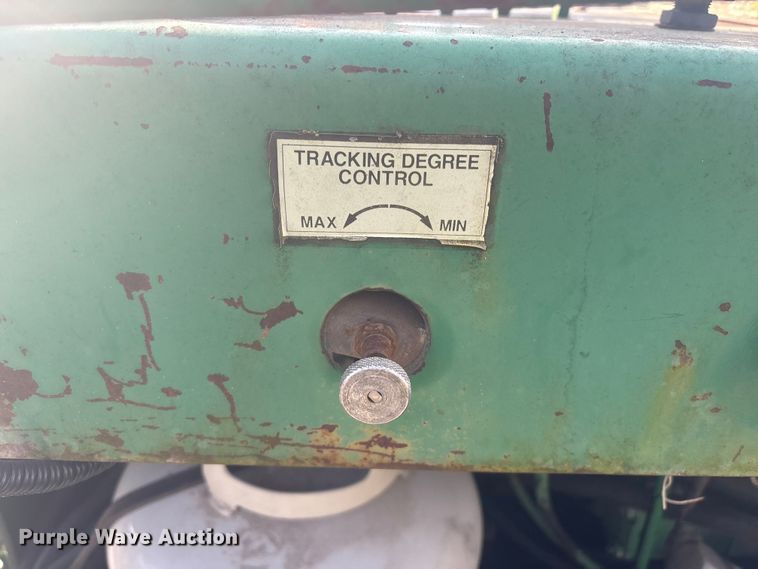 TRACKING DEGREE
CONTROL
MAX MIN
Purple Wave Auction